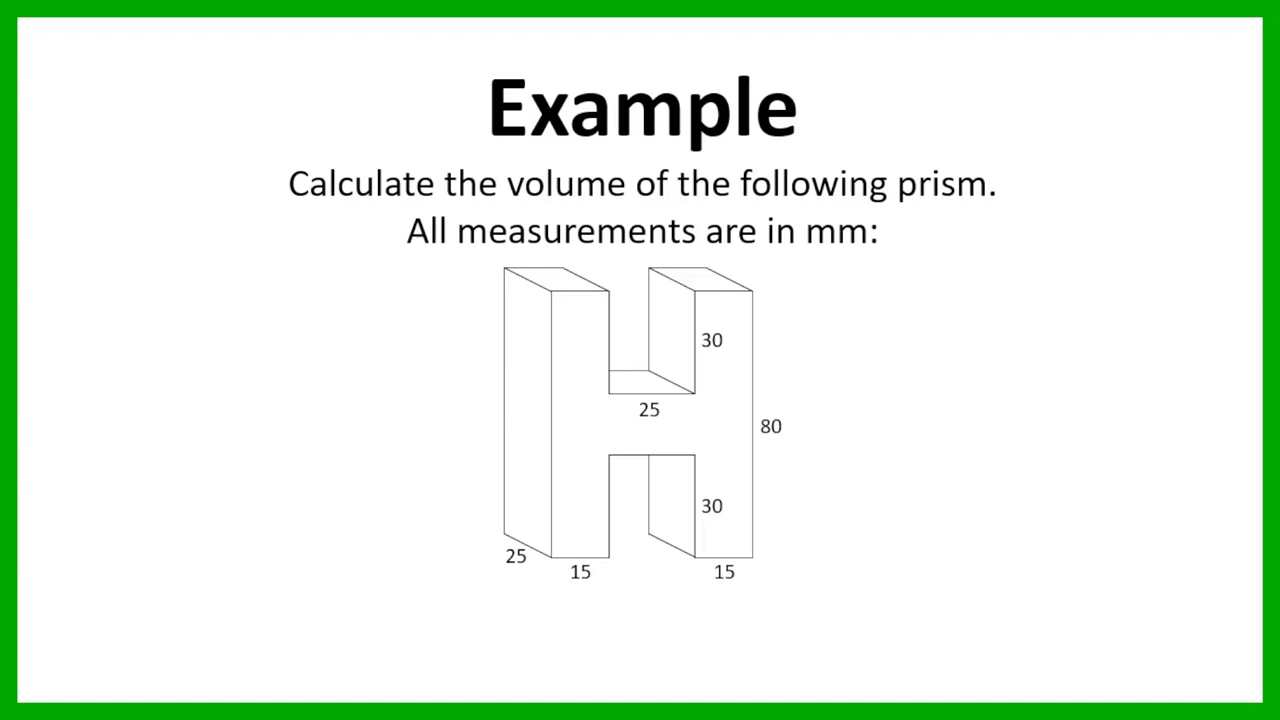 Example
Calculate the volume of the following prism.
All measurements are in mm:
30
25
80
30
25
15
15